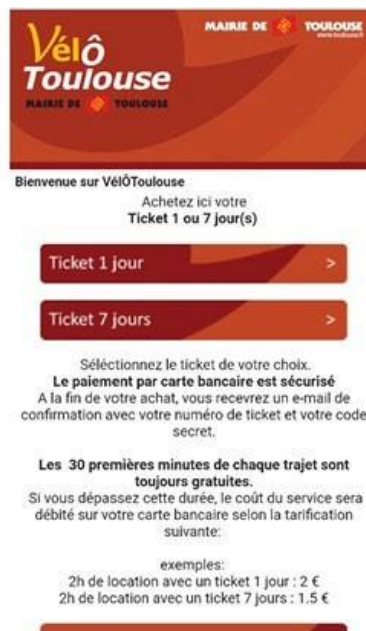 Vélô
Toulouse
MAIRIE DE TOULOUSE
MAIRIE DE TOULOUSE
www.toulouse.fr
Bienvenue sur VélÔToulouse
Achetez ici votre
Ticket 1 ou 7 jour(s)
Ticket 1 jour >
Ticket 7 jours >
Séléctionnez le ticket de votre choix.
Le paiement par carte bancaire est sécurisé
A la fin de votre achat, vous recevrez un e-mail de
confirmation avec votre numéro de ticket et votre code
secret.
Les 30 premières minutes de chaque trajet sont
toujours gratuites.
Si vous dépassez cette durée, le coût du service sera
débité sur votre carte bancaire selon la tarification
suivante:
exemples:
2h de location avec un ticket 1 jour : 2 €
2h de location avec un ticket 7 jours : 1.5 €